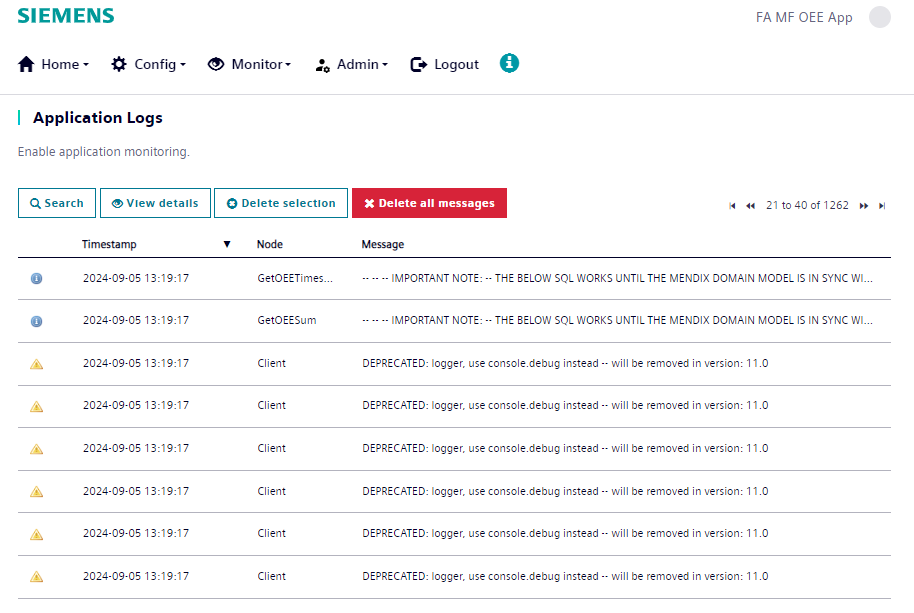 SIEMENS
FA MF OEE App
Home Config Monitor Admin Logout
Application Logs
Enable application monitoring.
Search View details Delete selection Delete all messages 21 to 40 of 1262
Timestamp Node Message
2024-09-05 13:19:17 GetOEETimes... -- -- -- IMPORTANT NOTE: -- THE BELOW SQL WORKS UNTIL THE MENDIX DOMAIN MODEL IS IN SYNC WI...
2024-09-05 13:19:17 GetOEESum -- -- -- IMPORTANT NOTE: -- THE BELOW SQL WORKS UNTIL THE MENDIX DOMAIN MODEL IS IN SYNC WI...
2024-09-05 13:19:17 Client DEPRECATED: logger, use console.debug instead -- will be removed in version: 11.0
2024-09-05 13:19:17 Client DEPRECATED: logger, use console.debug instead -- will be removed in version: 11.0
2024-09-05 13:19:17 Client DEPRECATED: logger, use console.debug instead -- will be removed in version: 11.0
2024-09-05 13:19:17 Client DEPRECATED: logger, use console.debug instead -- will be removed in version: 11.0
2024-09-05 13:19:17 Client DEPRECATED: logger, use console.debug instead -- will be removed in version: 11.0
2024-09-05 13:19:17 Client DEPRECATED: logger, use console.debug instead -- will be removed in version: 11.0